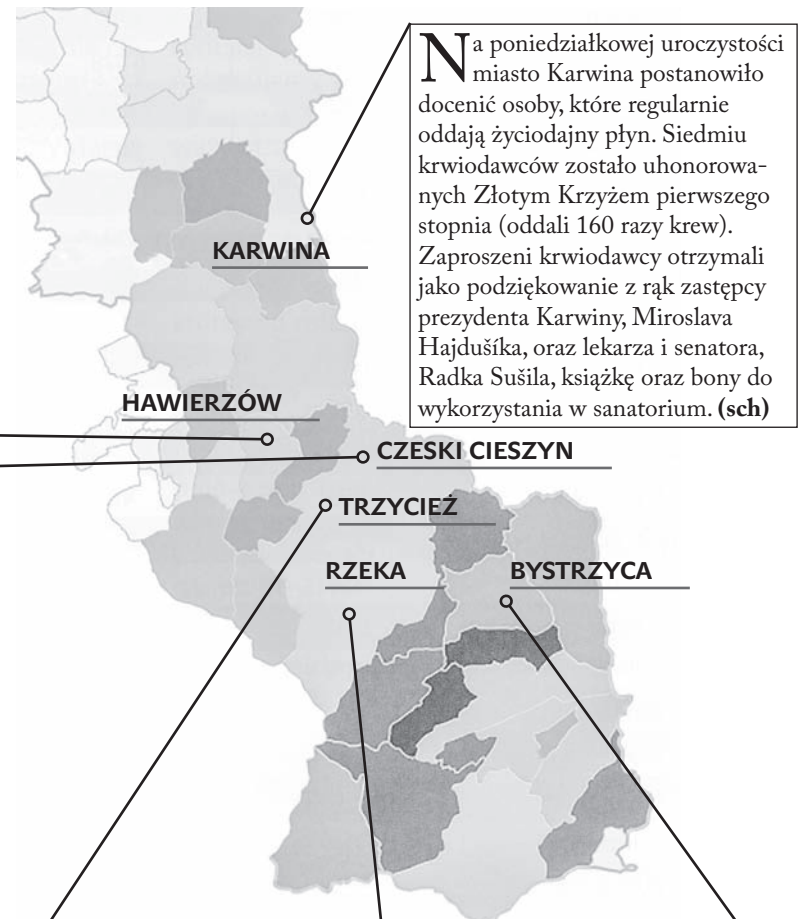 Na poniedziałkowej uroczystości
miasto Karwina postanowiło
docenić osoby, które regularnie
oddają życiodajny płyn. Siedmiu
krwiodawców zostało uhonorowa-
nych Złotym Krzyżem pierwszego
stopnia (oddali 160 razy krew).
Zaproszeni krwiodawcy otrzymali
jako podziękowanie z rąk zastępcy
prezydenta Karwiny, Miroslava
Hajdušíka, oraz lekarza i senatora,
Radka Sušila, książkę oraz bony do
wykorzystania w sanatorium. (sch)
KARWINA
HAWIERZÓW
CZESKI CIESZYN
TRZYCIEŻ
RZEKA
BYSTRZYCA